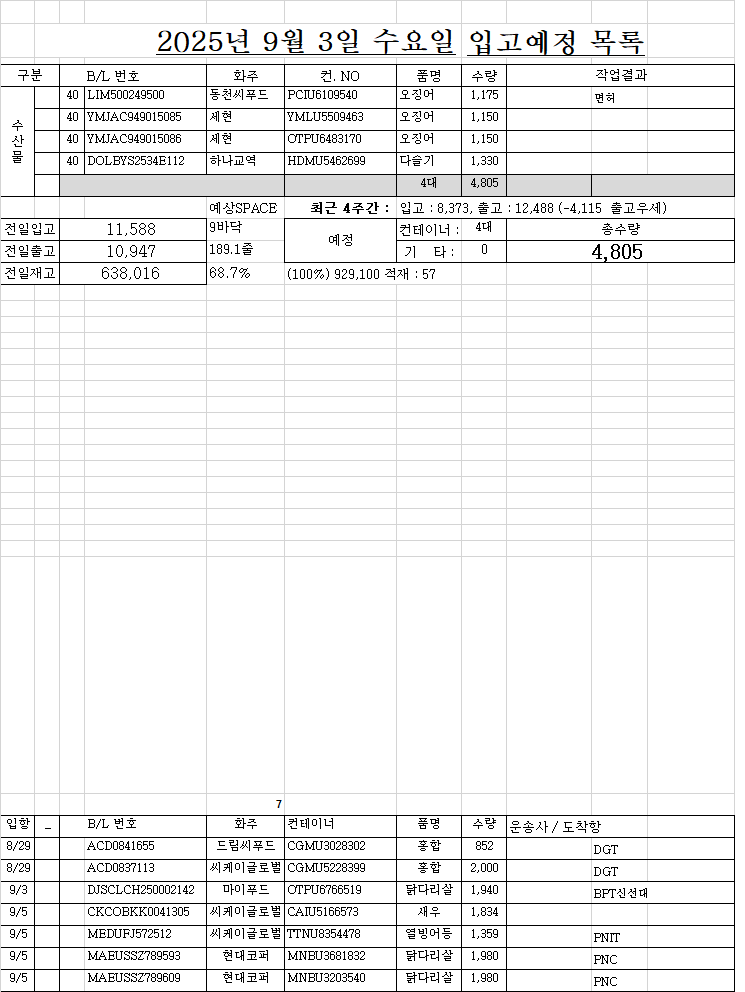 2025년 9월 3일 수요일 입고예정 목록
구분 B/L 번호 화주 컨. NO 품명 수량 작업결과
수산물
40 LIM500249500 동천씨푸드 PCIU6109540 오징어 1,175 면허
40 YMJAC949015085 세현 YMLU5509463 오징어 1,150
40 YMJAC949015086 세현 OTPU6483170 오징어 1,150
40 DOLBYS2534E112 하나교역 HDMU5462699 다슬기 1,330
4대 4,805
예상SPACE 최근 4주간 : 입고 : 8,373, 출고 : 12,488 (-4,115 출고우세)
전일입고 11,588 9바닥 예정 컨테이너 : 4대 총수량
전일출고 10,947 189.1줄 기 타 : 0 4,805
전일재고 638,016 68.7% (100%) 929,100 적재 : 57
7
입항 _ B/L 번호 화주 컨테이너 품명 수량 운송사 / 도착항
8/29 ACD0841655 드림씨푸드 CGMU3028302 홍합 852 DGT
8/29 ACD0837113 씨케이글로벌 CGMU5228399 홍합 2,000 DGT
9/3 DJSCLCH250002142 마이푸드 OTPU6766519 닭다리살 1,940 BPT신선대
9/5 CKCOBKK0041305 씨케이글로벌 CAIU5166573 새우 1,834
9/5 MEDUFJ572512 씨케이글로벌 TTNU8354478 열빙어등 1,359 PNIT
9/5 MAEUSSZ789593 현대코퍼 MNBU3681832 닭다리살 1,980 PNC
9/5 MAEUSSZ789609 현대코퍼 MNBU3203540 닭다리살 1,980 PNC